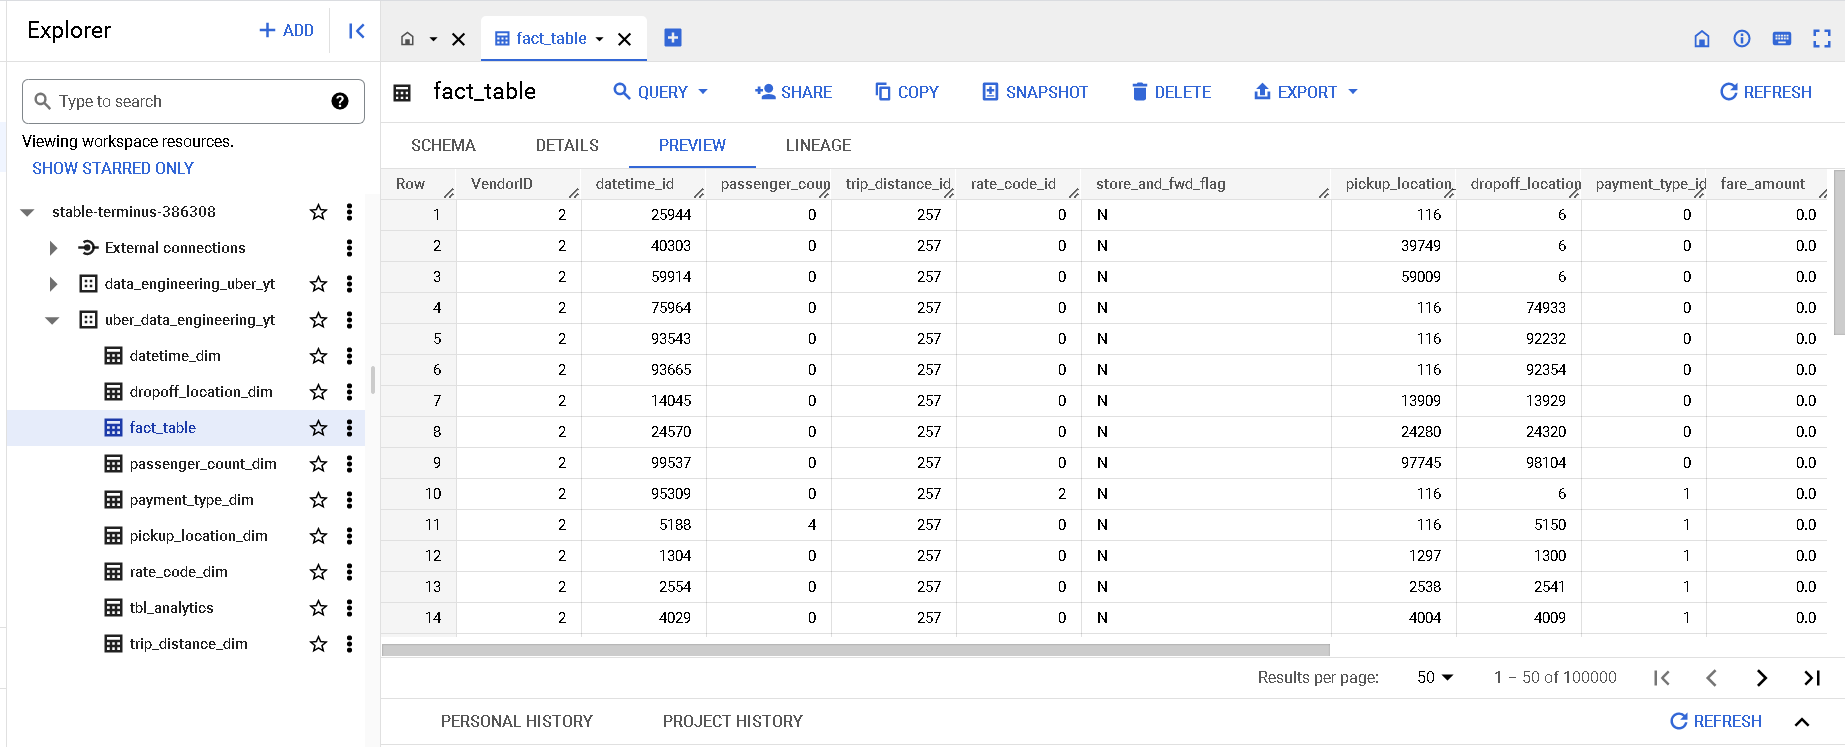 Explorer
ADD
Type to search
Viewing workspace resources.
SHOW STARRED ONLY
stable-terminus-386308
External connections
data_engineering_uber_yt
uber_data_engineering_yt
datetime_dim
dropoff_location_dim
fact_table
passenger_count_dim
payment_type_dim
pickup_location_dim
rate_code_dim
tbl_analytics
trip_distance_dim
fact_table
fact_table QUERY SHARE COPY SNAPSHOT DELETE EXPORT REFRESH
SCHEMA DETAILS PREVIEW LINEAGE
Row VendorID datetime_id passenger_coun trip_distance_id rate_code_id store_and_fwd_flag pickup_location_ dropoff_location payment_type_id fare_amount
1 2 25944 0 257 0 N 116 6 0 0.0
2 2 40303 0 257 0 N 39749 6 0 0.0
3 2 59914 0 257 0 N 59009 6 0 0.0
4 2 75964 0 257 0 N 116 74933 0 0.0
5 2 93543 0 257 0 N 116 92232 0 0.0
6 2 93665 0 257 0 N 116 92354 0 0.0
7 2 14045 0 257 0 N 13909 13929 0 0.0
8 2 24570 0 257 0 N 24280 24320 0 0.0
9 2 99537 0 257 0 N 97745 98104 0 0.0
10 2 95309 0 257 2 N 116 6 1 0.0
11 2 5188 4 257 0 N 116 5150 1 0.0
12 2 1304 0 257 0 N 1297 1300 1 0.0
13 2 2554 0 257 0 N 2538 2541 1 0.0
14 2 4029 0 257 0 N 4004 4009 1 0.0
Results per page: 50 1 – 50 of 100000
PERSONAL HISTORY PROJECT HISTORY REFRESH